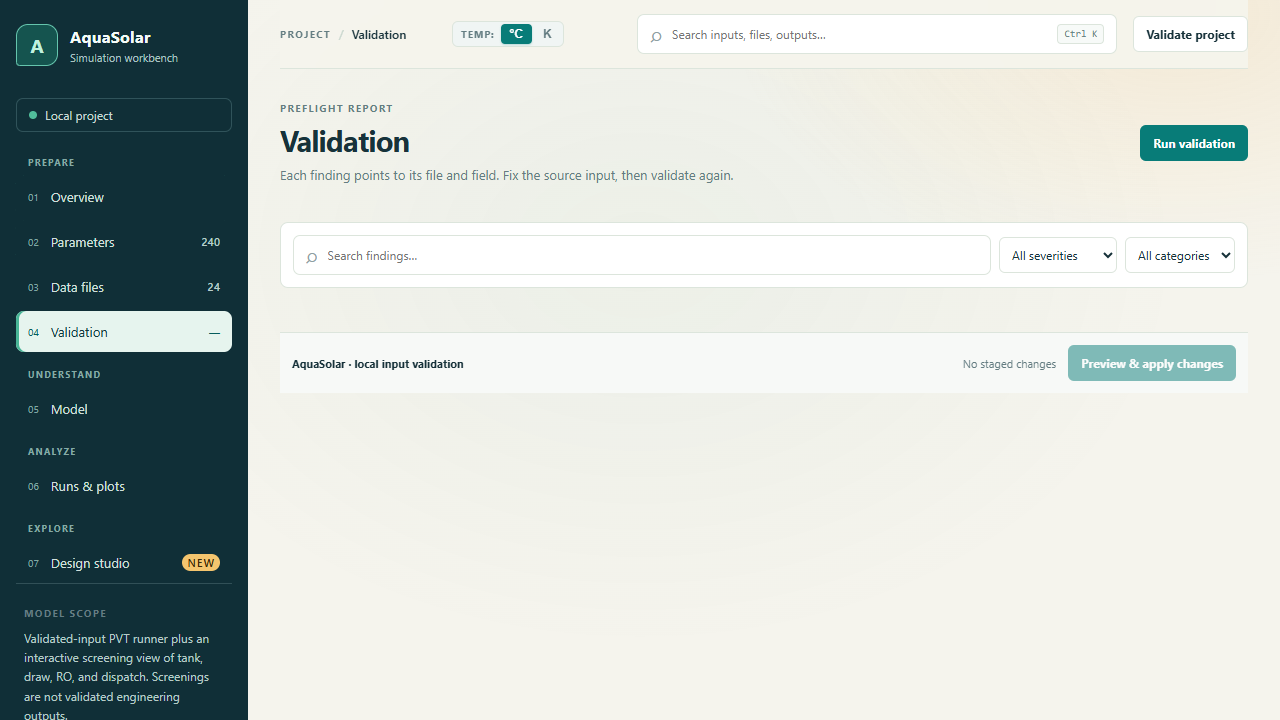 A
AquaSolar
Simulation workbench
Local project
PREPARE
01 Overview
02 Parameters 240
03 Data files 24
04 Validation —
UNDERSTAND
05 Model
ANALYZE
06 Runs & plots
EXPLORE
07 Design studio NEW
MODEL SCOPE
Validated-input PVT runner plus an
interactive screening view of tank,
draw, RO, and dispatch. Screenings
are not validated engineering
outputs.
PROJECT / Validation
TEMP: °C K
Search inputs, files, outputs...
Ctrl K
Validate project
PREFLIGHT REPORT
Validation
Each finding points to its file and field. Fix the source input, then validate again.
Run validation
Search findings...
All severities
All categories
AquaSolar · local input validation
No staged changes
Preview & apply changes